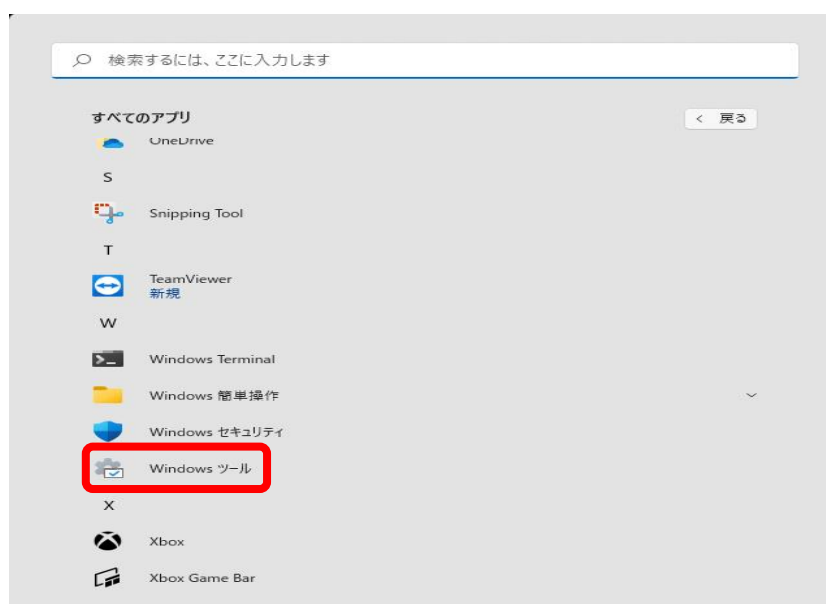 検索するには、ここに入力します
すべてのアプリ
< 戻る
OneDrive
S
Snipping Tool
T
TeamViewer
新規
W
Windows Terminal
Windows 簡単操作
Windows セキュリティ
Windows ツール
X
Xbox
Xbox Game Bar